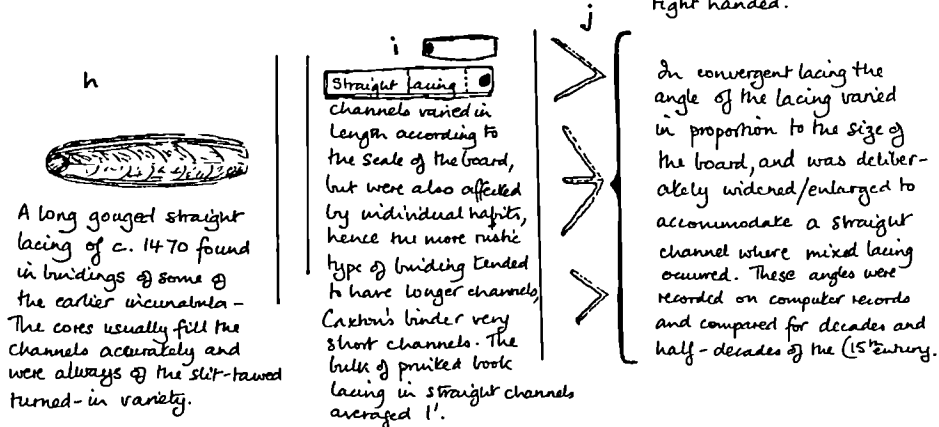 right handed.
h
A long gouged straight
lacing of c. 1470 found
in bindings of some of
the earlier incunabula –
The cores usually fill the
channels accurately and
were always of the slit-tawed
turned-in variety.
i
Straight lacing
channels varied in
length according to
the scale of the board,
but were also affected
by individual habits,
hence the more rustic
type of binding tended
to have longer channels,
Caxton's binder very
short channels. The
bulk of printed book
lacing in straight channels
averaged 1'.
j
In convergent lacing the
angle of the lacing varied
in proportion to the size of
the board, and was deliber-
ately widened/enlarged to
accommodate a straight
channel where mixed lacing
occurred. These angles were
recorded on computer records
and compared for decades and
half-decades of the (15th century.